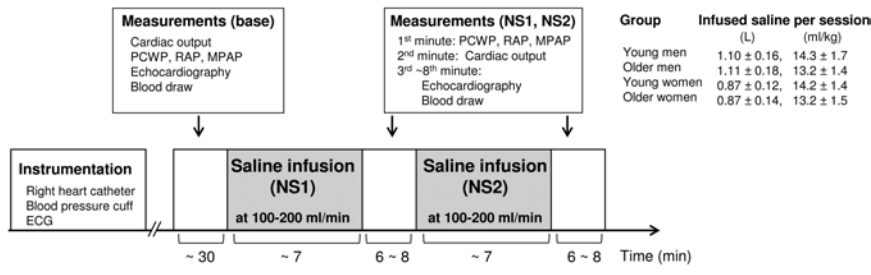 Measurements (base)
Cardiac output
PCWP, RAP, MPAP
Echocardiography
Blood draw
Measurements (NS1, NS2)
1st minute: PCWP, RAP, MPAP
2nd minute: Cardiac output
3rd ~8th minute:
Echocardiography
Blood draw
Group Infused saline per session
(L) (ml/kg)
Young men 1.10 ± 0.16, 14.3 ± 1.7
Older men 1.11 ± 0.18, 13.2 ± 1.4
Young women 0.87 ± 0.12, 14.2 ± 1.4
Older women 0.87 ± 0.14, 13.2 ± 1.5
Instrumentation
Right heart catheter
Blood pressure cuff
ECG
Saline infusion
(NS1)
at 100-200 ml/min
Saline infusion
(NS2)
at 100-200 ml/min
~ 30 ~ 7 6 ~ 8 ~ 7 6 ~ 8 Time (min)